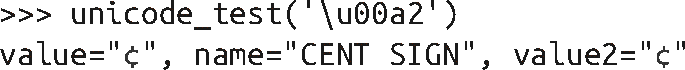 >>> unicode_test('\u00a2')
value="¢", name="CENT SIGN", value2="¢"